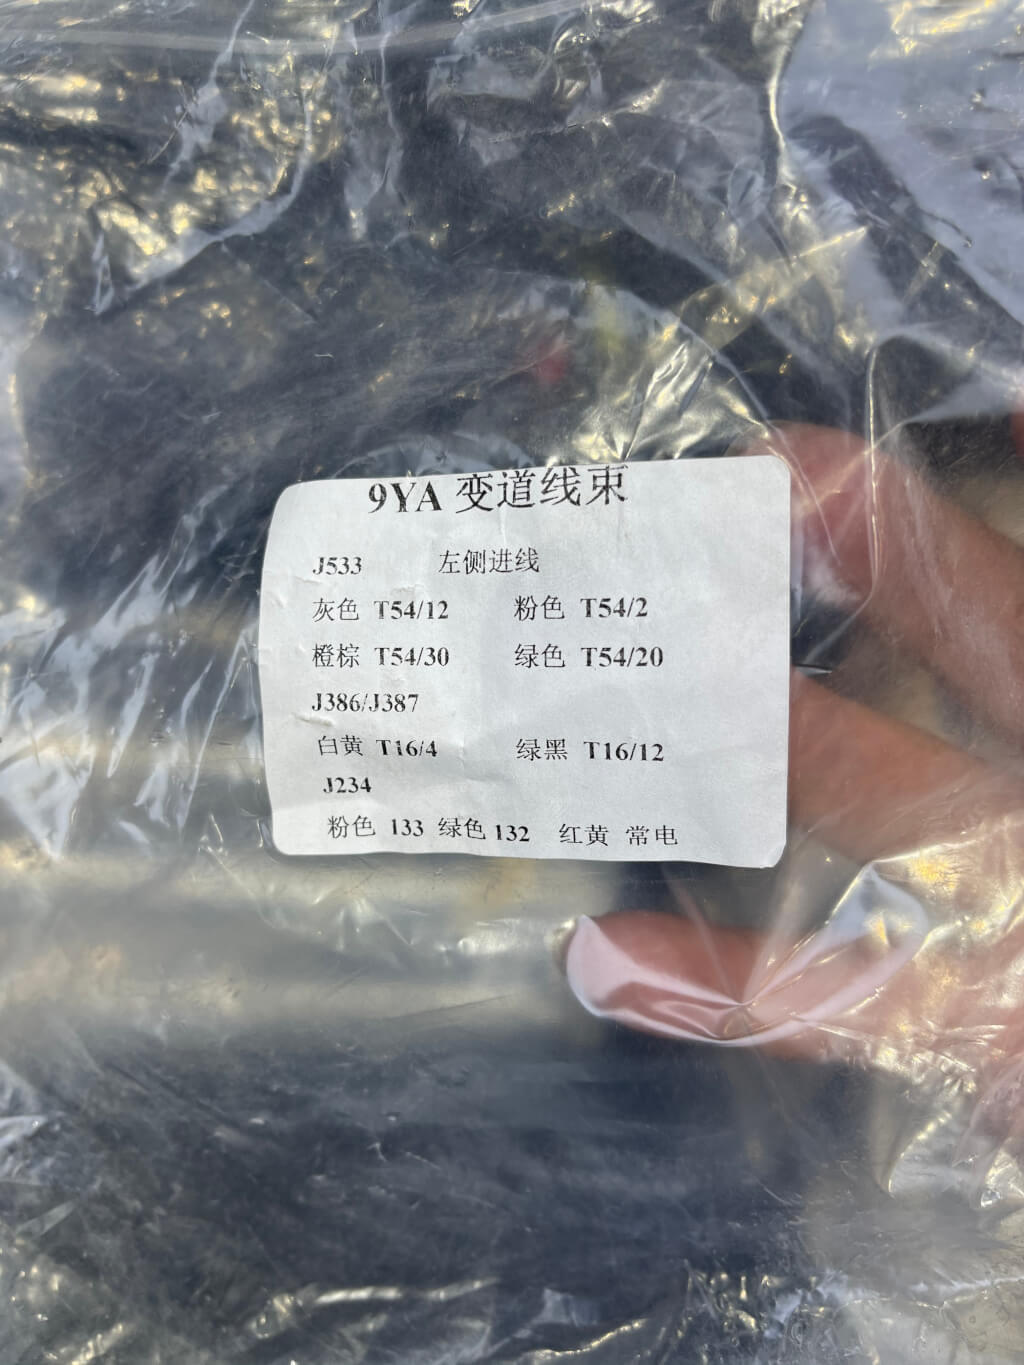 9YA 变道线束
J533 左侧进线
灰色 T54/12 粉色 T54/2
橙棕 T54/30 绿色 T54/20
J386/J387
白黄 T16/4 绿黑 T16/12
J234
粉色 133 绿色 132 红黄 常电